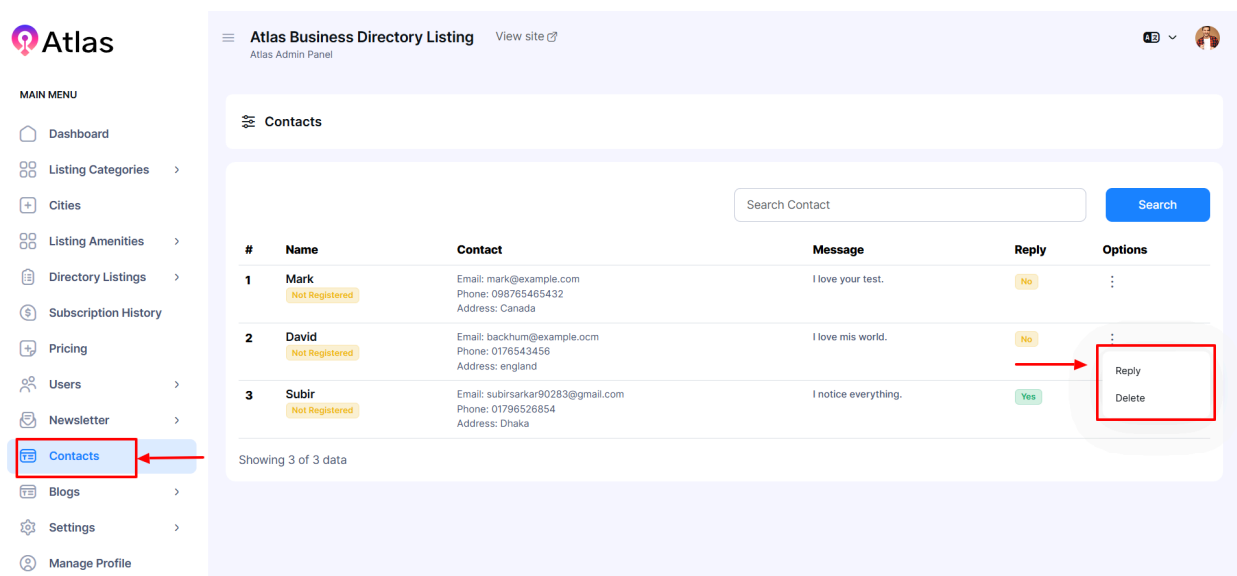 Atlas
Atlas Business Directory Listing View site
Atlas Admin Panel
MAIN MENU
Dashboard
Listing Categories
Cities
Listing Amenities
Directory Listings
Subscription History
Pricing
Users
Newsletter
Contacts
Blogs
Settings
Manage Profile
Contacts
Search Contact Search
# Name Contact Message Reply Options
1 Mark Email: mark@example.com I love your test. No
Not Registered Phone: 098765465432
Address: Canada
2 David Email: backhum@example.ocm I love mis world. No
Not Registered Phone: 0176543456
Address: england
Reply
Delete
3 Subir Email: subirsarkar90283@gmail.com I notice everything. Yes
Not Registered Phone: 01796526854
Address: Dhaka
Showing 3 of 3 data